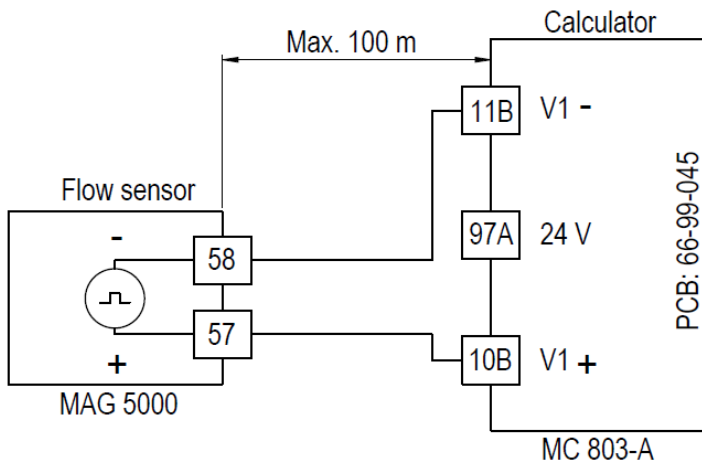 Calculator
Max. 100 m
11B V1 -
Flow sensor
- 58
97A 24 V
57
+
10B V1 +
MAG 5000
MC 803-A
PCB: 66-99-045